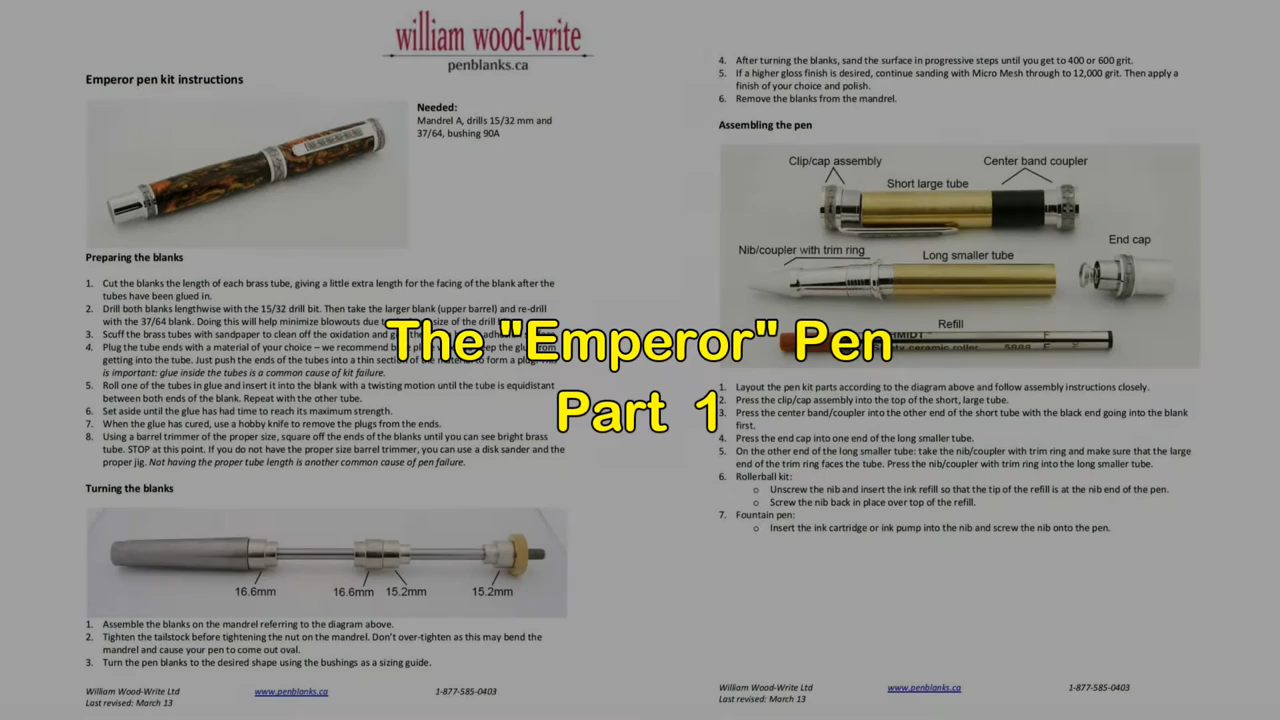 william wood-write
penblanks.ca
Emperor pen kit instructions
Needed:
Mandrel A, drills 15/32 mm and
37/64, bushing 90A
Preparing the blanks
1. Cut the blanks the length of each brass tube, giving a little extra length for the facing of the blank after the
tubes have been glued in.
2. Drill both blanks lengthwise with the 15/32 drill bit. Then take the larger blank (upper barrel) and re-drill
with the 37/64 blank. Doing this will help minimize blowouts size of the drill
3. Scuff the brass tubes with sandpaper to clean off the oxidation and
4. Plug the tube ends with a material of your choice – we recommend keep the glue from
getting into the tube. Just push the ends of the tubes into a thin section of the material to form a plug. This
is important: glue inside the tubes is a common cause of kit failure.
5. Roll one of the tubes in glue and insert it into the blank with a twisting motion until the tube is equidistant
between both ends of the blank. Repeat with the other tube.
6. Set aside until the glue has had time to reach its maximum strength.
7. When the glue has cured, use a hobby knife to remove the plugs from the ends.
8. Using a barrel trimmer of the proper size, square off the ends of the blanks until you can see bright brass
tube. STOP at this point. If you do not have the proper size barrel trimmer, you can use a disk sander and the
proper jig. Not having the proper tube length is another common cause of pen failure.
Turning the blanks
16.6mm 16.6mm 15.2mm 15.2mm
1. Assemble the blanks on the mandrel referring to the diagram above.
2. Tighten the tailstock before tightening the nut on the mandrel. Don't over-tighten as this may bend the
mandrel and cause your pen to come out oval.
3. Turn the pen blanks to the desired shape using the bushings as a sizing guide.
William Wood-Write Ltd www.penblanks.ca 1-877-585-0403
Last revised: March 13
The "Emperor" Pen
Part 1
4. After turning the blanks, sand the surface in progressive steps until you get to 400 or 600 grit.
5. If a higher gloss finish is desired, continue sanding with Micro Mesh through to 12,000 grit. Then apply a
finish of your choice and polish.
6. Remove the blanks from the mandrel.
Assembling the pen
Clip/cap assembly Center band coupler
Short large tube
End cap
Nib/coupler with trim ring Long smaller tube
Refill
ceramic roller
1. Layout the pen kit parts according to the diagram above and follow assembly instructions closely.
2. Press the clip/cap assembly into the top of the short, large tube.
3. Press the center band/coupler into the other end of the short tube with the black end going into the blank
first.
4. Press the end cap into one end of the long smaller tube.
5. On the other end of the long smaller tube: take the nib/coupler with trim ring and make sure that the large
end of the trim ring faces the tube. Press the nib/coupler with trim ring into the long smaller tube.
6. Rollerball kit:
o Unscrew the nib and insert the ink refill so that the tip of the refill is at the nib end of the pen.
o Screw the nib back in place over top of the refill.
7. Fountain pen:
o Insert the ink cartridge or ink pump into the nib and screw the nib onto the pen.
William Wood-Write Ltd www.penblanks.ca 1-877-585-0403
Last revised: March 13